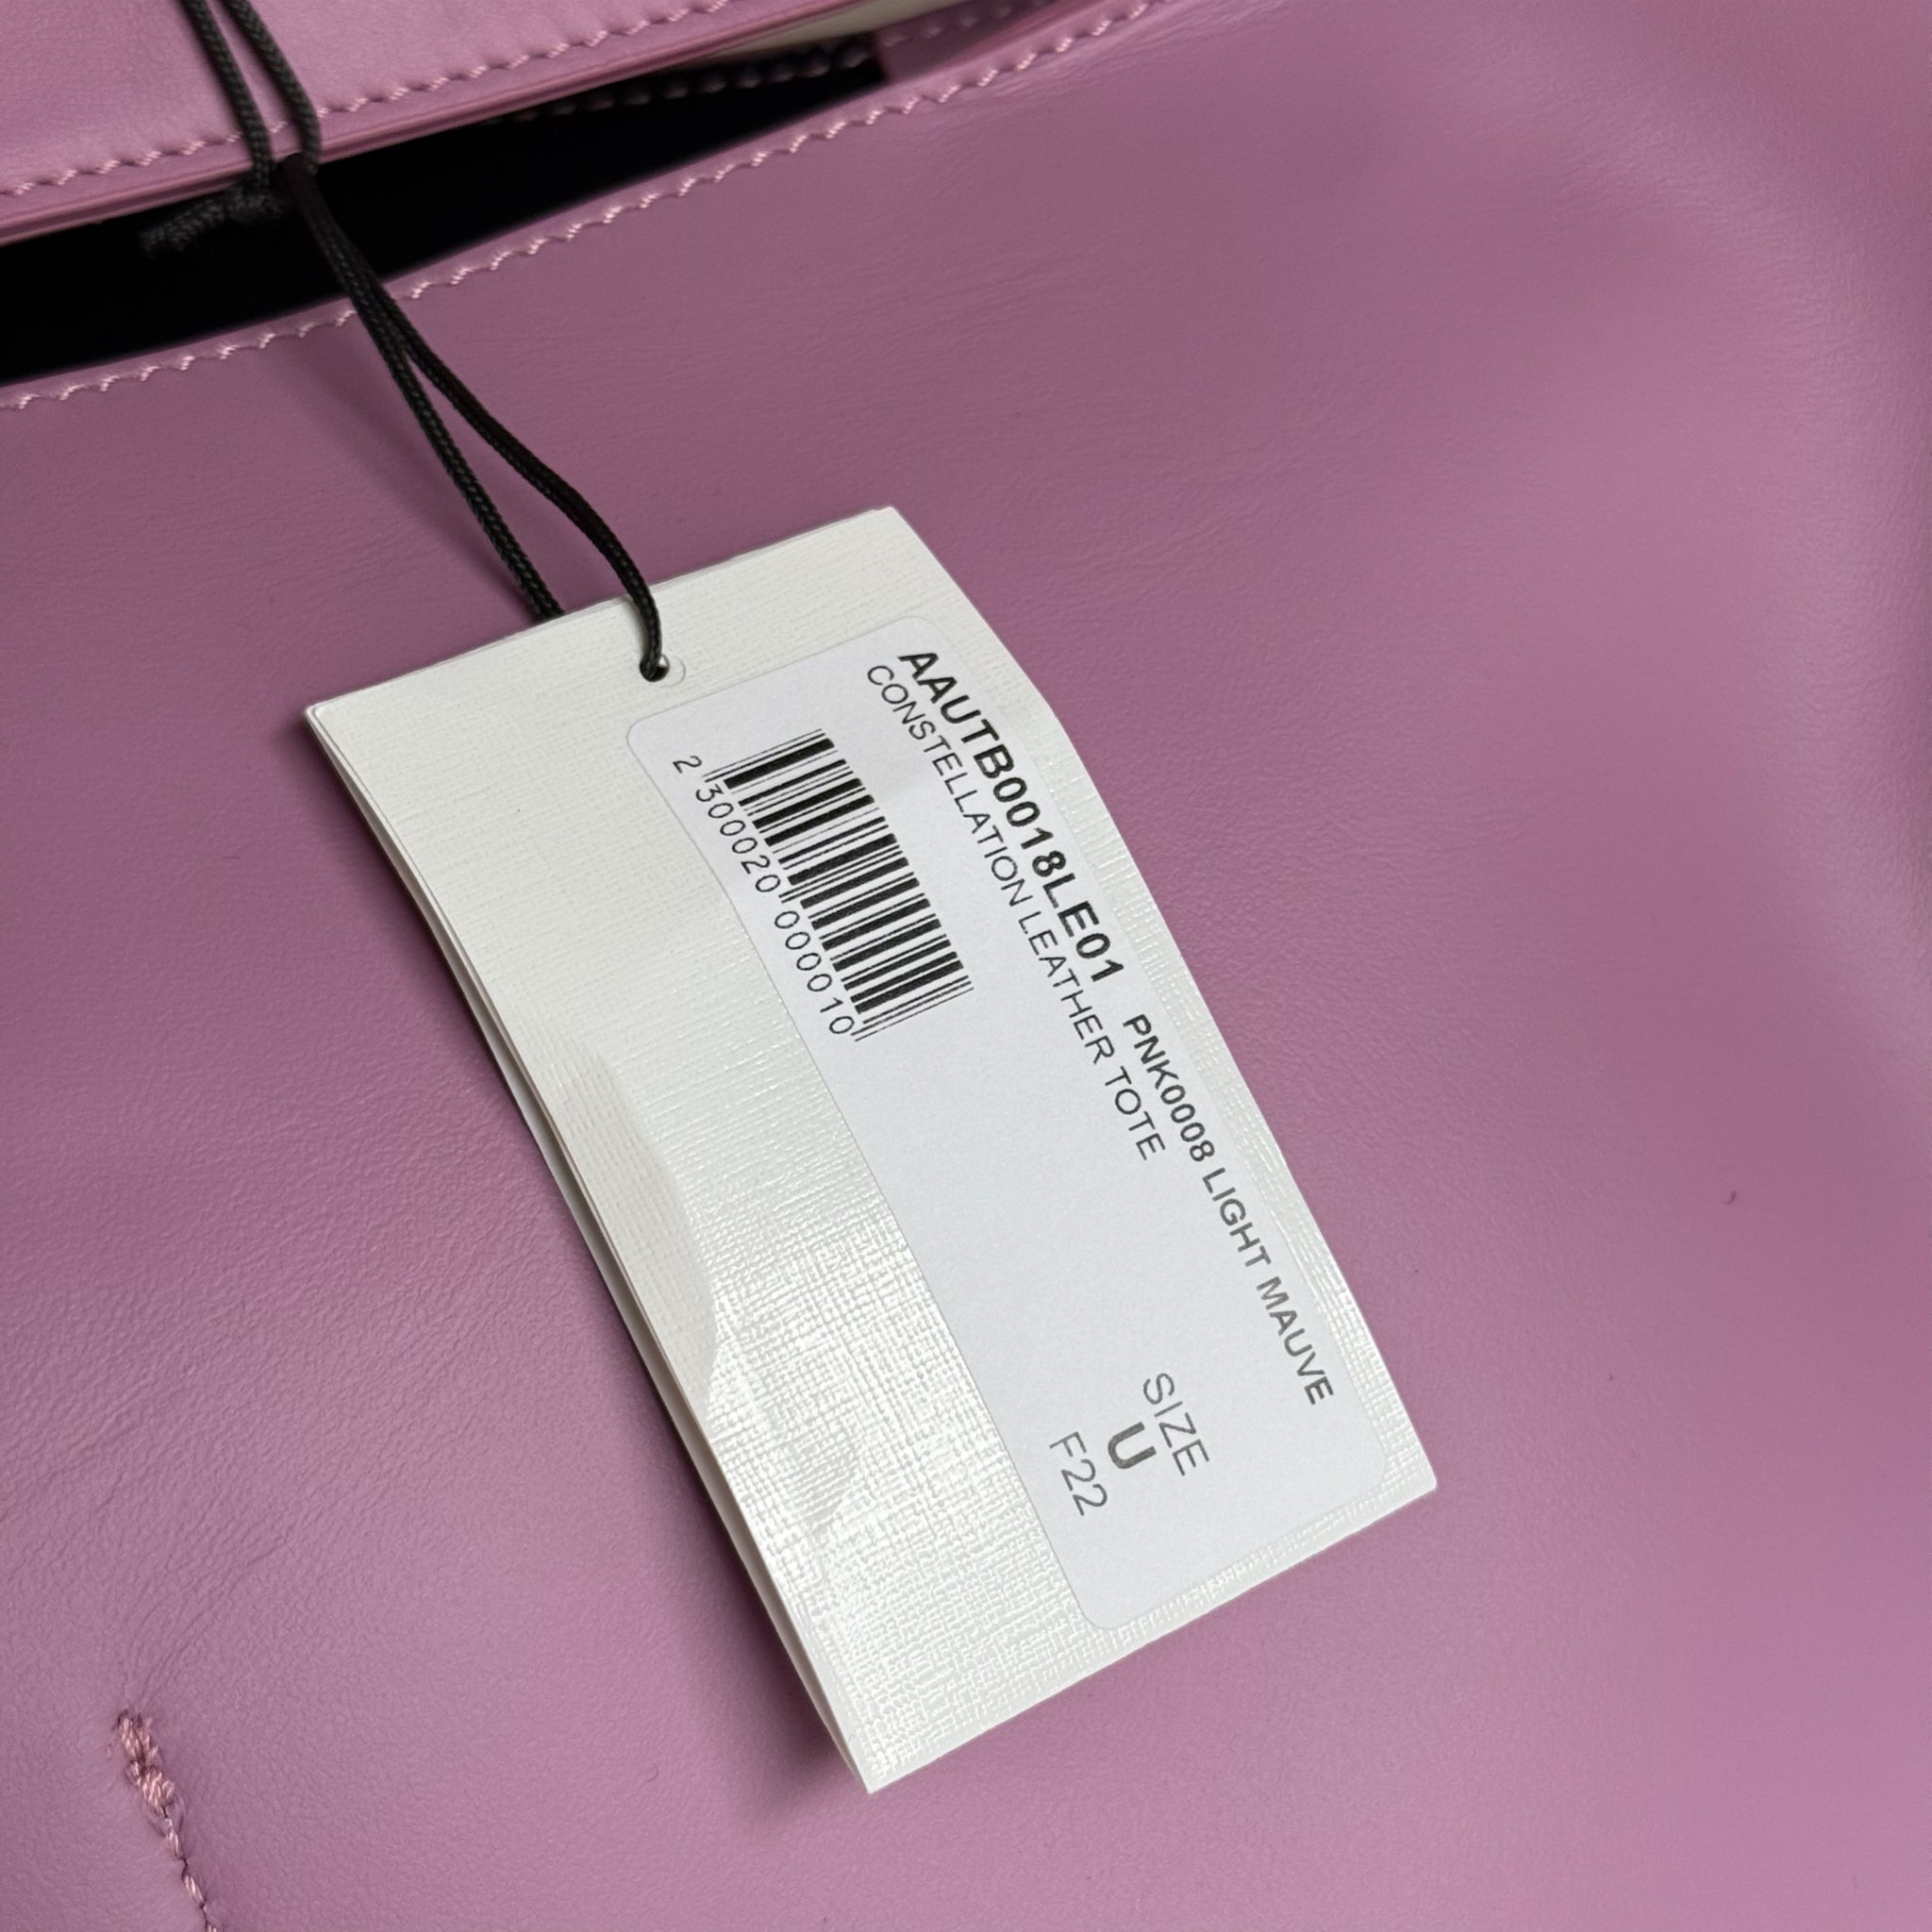 AAUTB0018LE01 PNK0008 LIGHT MAUVE
CONSTELLATION LEATHER TOTE
2 300020 000010
SIZE
U
F22